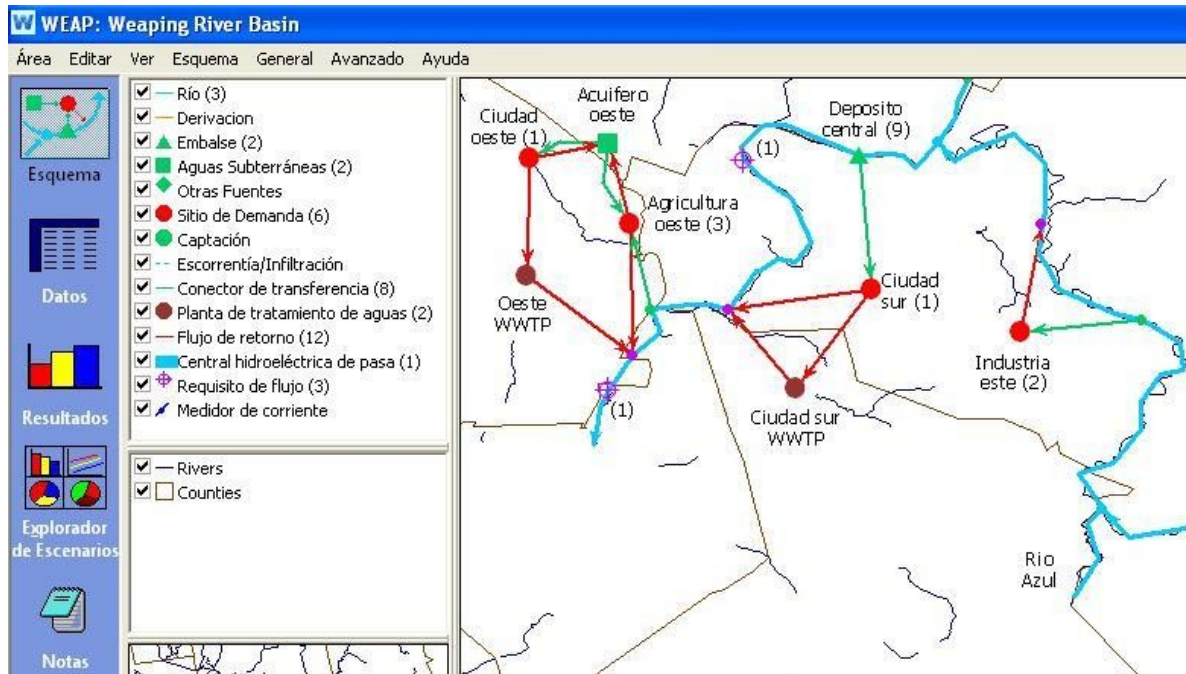 WEAP: Weaping River Basin
Área Editar Ver Esquema General Avanzado Ayuda
Esquema
Datos
Resultados
Explorador
de Escenarios
Notas
Río (3)
Derivacion
Embalse (2)
Aguas Subterráneas (2)
Otras Fuentes
Sitio de Demanda (6)
Captación
Escorrentía/Infiltración
Conector de transferencia (8)
Planta de tratamiento de aguas (2)
Flujo de retorno (12)
Central hidroeléctrica de pasa (1)
Requisito de flujo (3)
Medidor de corriente
Rivers
Counties
Ciudad
oeste (1)
Acuifero
oeste
(1)
Deposito
central (9)
Agricultura
oeste (3)
Oeste
WWTP
Ciudad
sur (1)
Industria
este (2)
(1)
Ciudad sur
WWTP
Rio
Azul